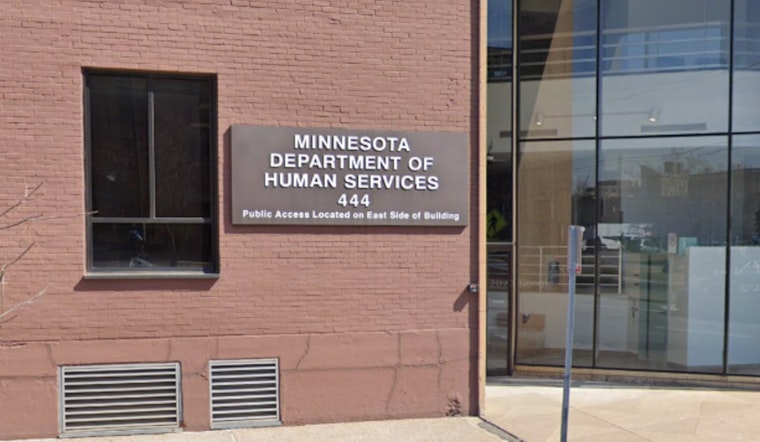 MINNESOTA
DEPARTMENT OF
HUMAN SERVICES
444
Public Access Located on East Side of Building